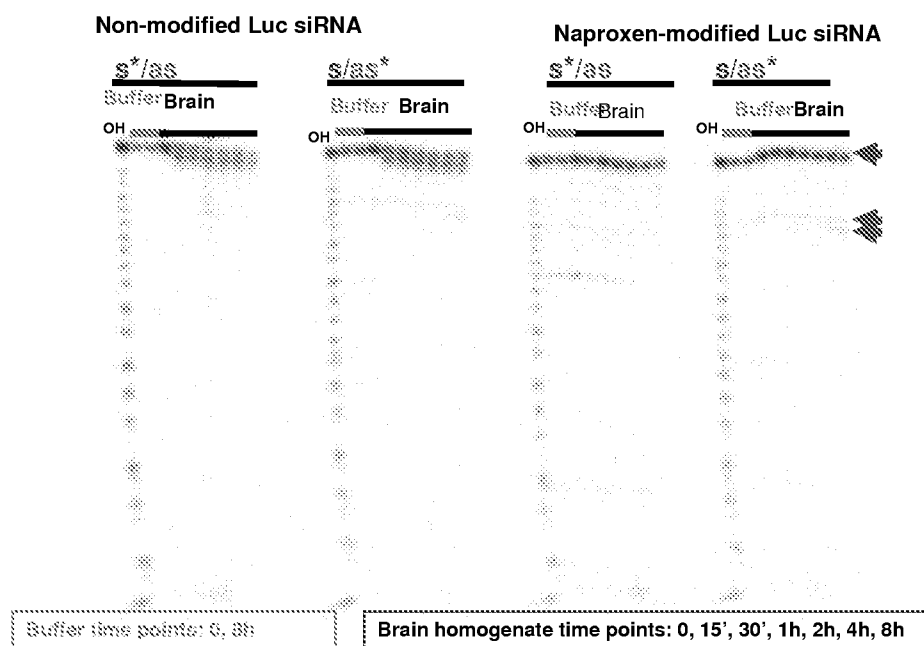 Non-modified Luc siRNA
Naproxen-modified Luc siRNA
s*/as
s/as*
s*/as
s/as*
Buffer Brain
Buffer Brain
Buffer Brain
Buffer Brain
OH
OH
OH
OH
Buffer time points: 0, 8h
Brain homogenate time points: 0, 15', 30', 1h, 2h, 4h, 8h